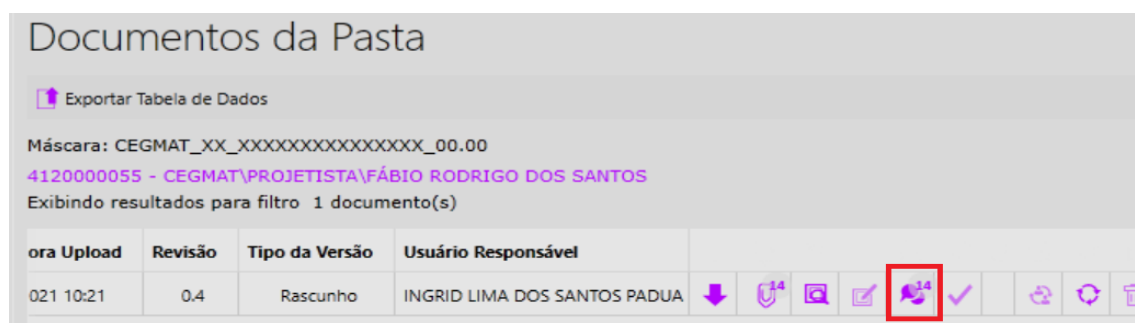 Documentos da Pasta
Exportar Tabela de Dados
Máscara: CEGMAT_XX_XXXXXXXXXXXXXXX_00.00
4120000055 - CEGMAT\PROJETISTA\FÁBIO RODRIGO DOS SANTOS
Exibindo resultados para filtro 1 documento(s)
ora Upload Revisão Tipo da Versão Usuário Responsável
021 10:21 0.4 Rascunho INGRID LIMA DOS SANTOS PADUA 14 14